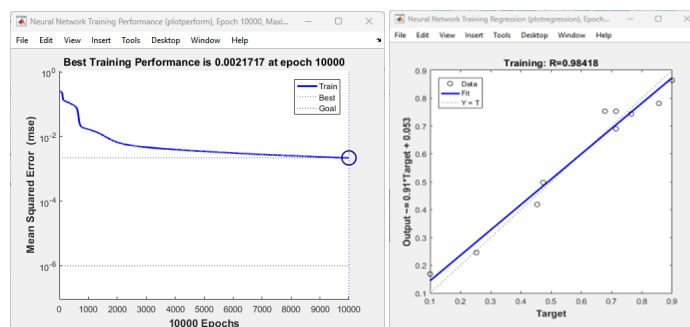 Neural Network Training Performance (plotperform), Epoch 10000, Maxi...
File Edit View Insert Tools Desktop Window Help
Best Training Performance is 0.0021717 at epoch 10000
Mean Squared Error (mse)
10^0
10^-2
10^-4
10^-6
Train
Best
Goal
0 1000 2000 3000 4000 5000 6000 7000 8000 9000 10000
10000 Epochs
Neural Network Training Regression (plotregression), Epoch...
File Edit View Insert Tools Desktop Window Help
Training: R=0.98418
Output ~= 0.91*Target + 0.053
0.9
0.8
0.7
0.6
0.5
0.4
0.3
0.2
0.1
Data
Fit
Y = T
0.1 0.2 0.3 0.4 0.5 0.6 0.7 0.8 0.9
Target